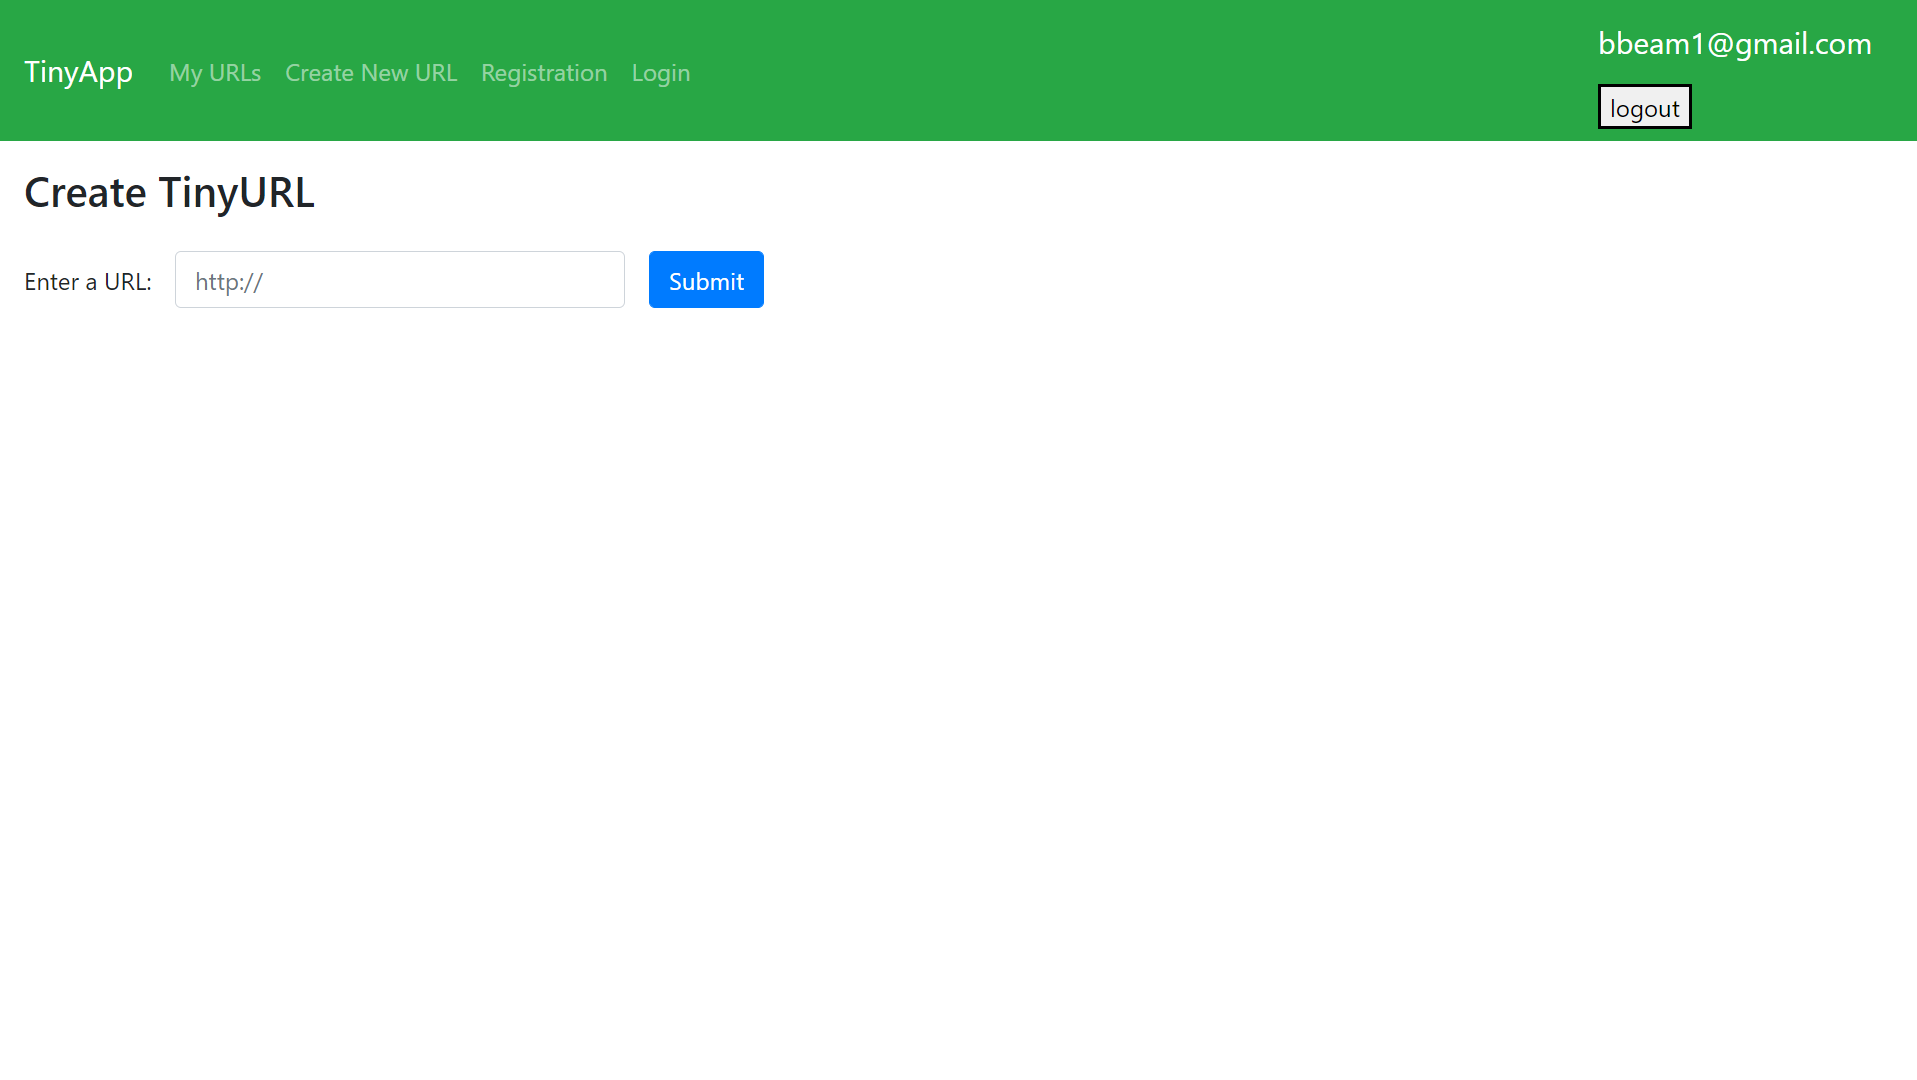 TinyApp My URLs Create New URL Registration Login
bbeam1@gmail.com
logout
Create TinyURL
Enter a URL: http:// Submit